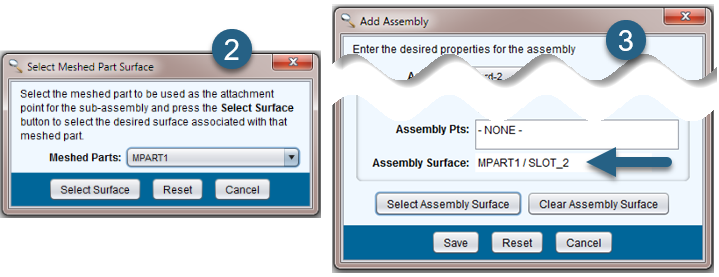 2
Select Meshed Part Surface
Select the meshed part to be used as the attachment
point for the sub-assembly and press the Select Surface
button to select the desired surface associated with that
meshed part.
Meshed Parts: MPART1
Select Surface Reset Cancel
3
Add Assembly
Enter the desired properties for the assembly
Assembly Pts: - NONE -
Assembly Surface: MPART1 / SLOT_2
Select Assembly Surface Clear Assembly Surface
Save Reset Cancel